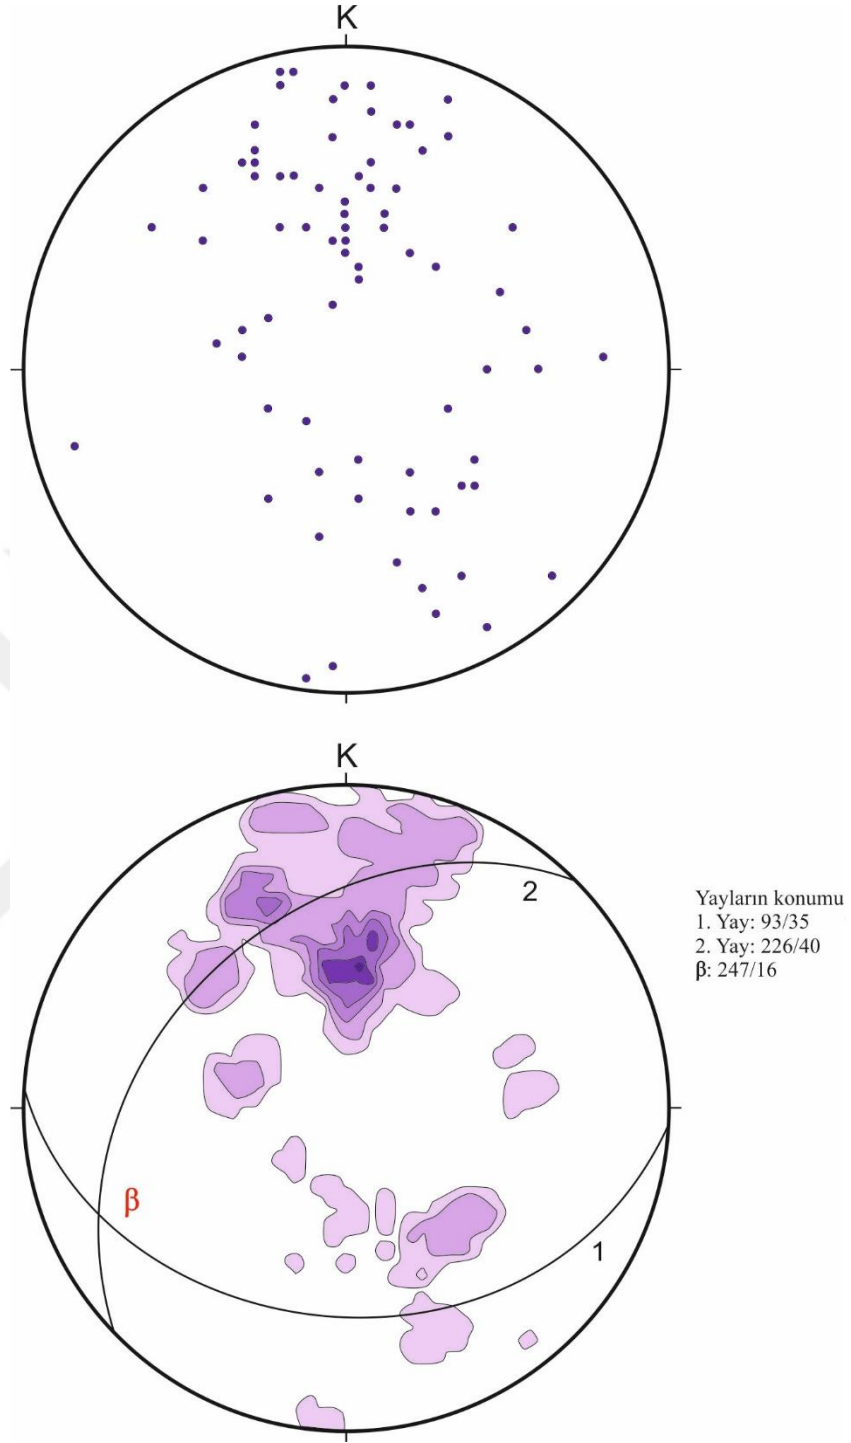 K
K
2
Yayların konumu
1. Yay: 93/35
2. Yay: 226/40
β: 247/16
β
1